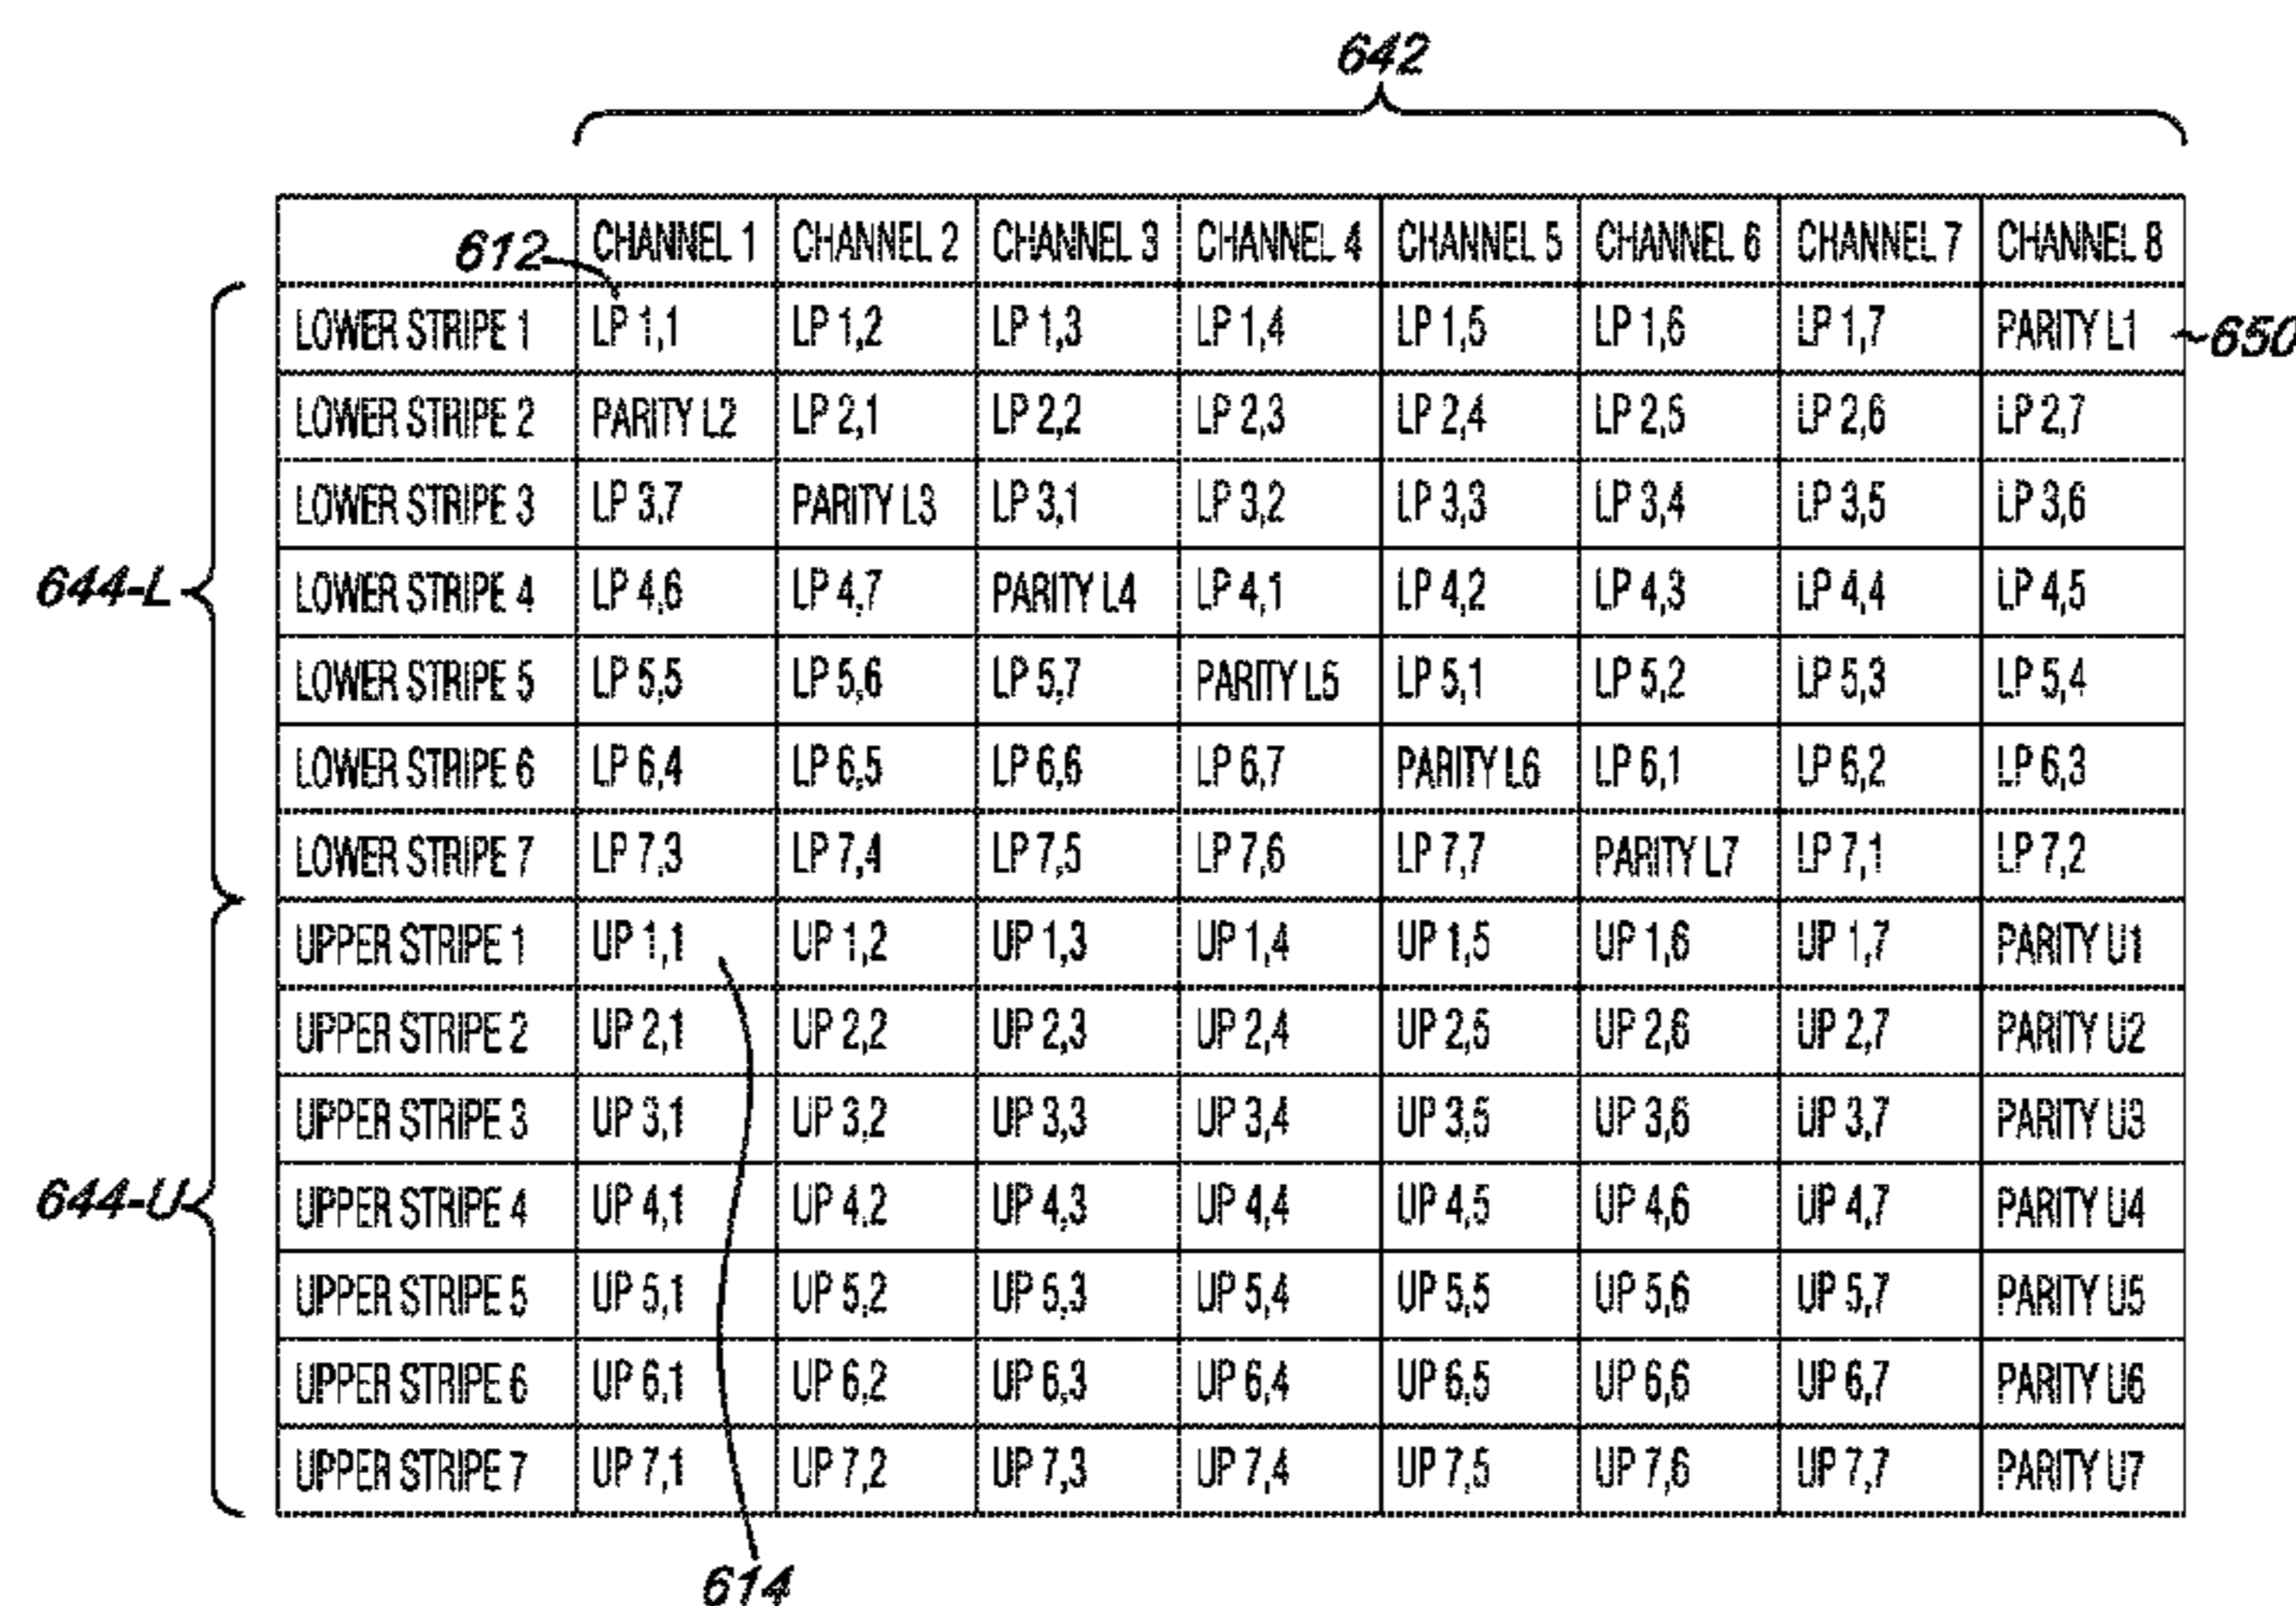 642
CHANNEL 1 CHANNEL 2 CHANNEL 3 CHANNEL 4 CHANNEL 5 CHANNEL 6 CHANNEL 7 CHANNEL 8
612
LOWER STRIPE 1 LP 1,1 LP 1,2 LP 1,3 LP 1,4 LP 1,5 LP 1,6 LP 1,7 PARITY L1 650
LOWER STRIPE 2 PARITY L2 LP 2,1 LP 2,2 LP 2,3 LP 2,4 LP 2,5 LP 2,6 LP 2,7
LOWER STRIPE 3 LP 3,7 PARITY L3 LP 3,1 LP 3,2 LP 3,3 LP 3,4 LP 3,5 LP 3,6
644-L LOWER STRIPE 4 LP 4,6 LP 4,7 PARITY L4 LP 4,1 LP 4,2 LP 4,3 LP 4,4 LP 4,5
LOWER STRIPE 5 LP 5,5 LP 5,6 LP 5,7 PARITY L5 LP 5,1 LP 5,2 LP 5,3 LP 5,4
LOWER STRIPE 6 LP 6,4 LP 6,5 LP 6,6 LP 6,7 PARITY L6 LP 6,1 LP 6,2 LP 6,3
LOWER STRIPE 7 LP 7,3 LP 7,4 LP 7,5 LP 7,6 LP 7,7 PARITY L7 LP 7,1 LP 7,2
UPPER STRIPE 1 UP 1,1 UP 1,2 UP 1,3 UP 1,4 UP 1,5 UP 1,6 UP 1,7 PARITY U1
UPPER STRIPE 2 UP 2,1 UP 2,2 UP 2,3 UP 2,4 UP 2,5 UP 2,6 UP 2,7 PARITY U2
UPPER STRIPE 3 UP 3,1 UP 3,2 UP 3,3 UP 3,4 UP 3,5 UP 3,6 UP 3,7 PARITY U3
644-U UPPER STRIPE 4 UP 4,1 UP 4,2 UP 4,3 UP 4,4 UP 4,5 UP 4,6 UP 4,7 PARITY U4
UPPER STRIPE 5 UP 5,1 UP 5,2 UP 5,3 UP 5,4 UP 5,5 UP 5,6 UP 5,7 PARITY U5
UPPER STRIPE 6 UP 6,1 UP 6,2 UP 6,3 UP 6,4 UP 6,5 UP 6,6 UP 6,7 PARITY U6
UPPER STRIPE 7 UP 7,1 UP 7,2 UP 7,3 UP 7,4 UP 7,5 UP 7,6 UP 7,7 PARITY U7
614